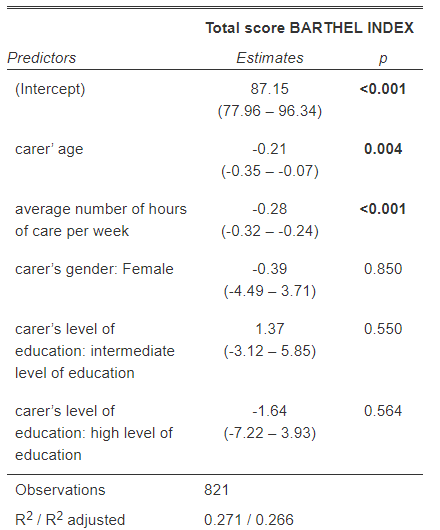 Total score BARTHEL INDEX
Predictors Estimates p
(Intercept) 87.15 <0.001
(77.96 – 96.34)
carer’ age -0.21 0.004
(-0.35 – -0.07)
average number of hours -0.28 <0.001
of care per week (-0.32 – -0.24)
carer’s gender: Female -0.39 0.850
(-4.49 – 3.71)
carer’s level of 1.37 0.550
education: intermediate (-3.12 – 5.85)
level of education
carer’s level of -1.64 0.564
education: high level of (-7.22 – 3.93)
education
Observations 821
R2 / R2 adjusted 0.271 / 0.266